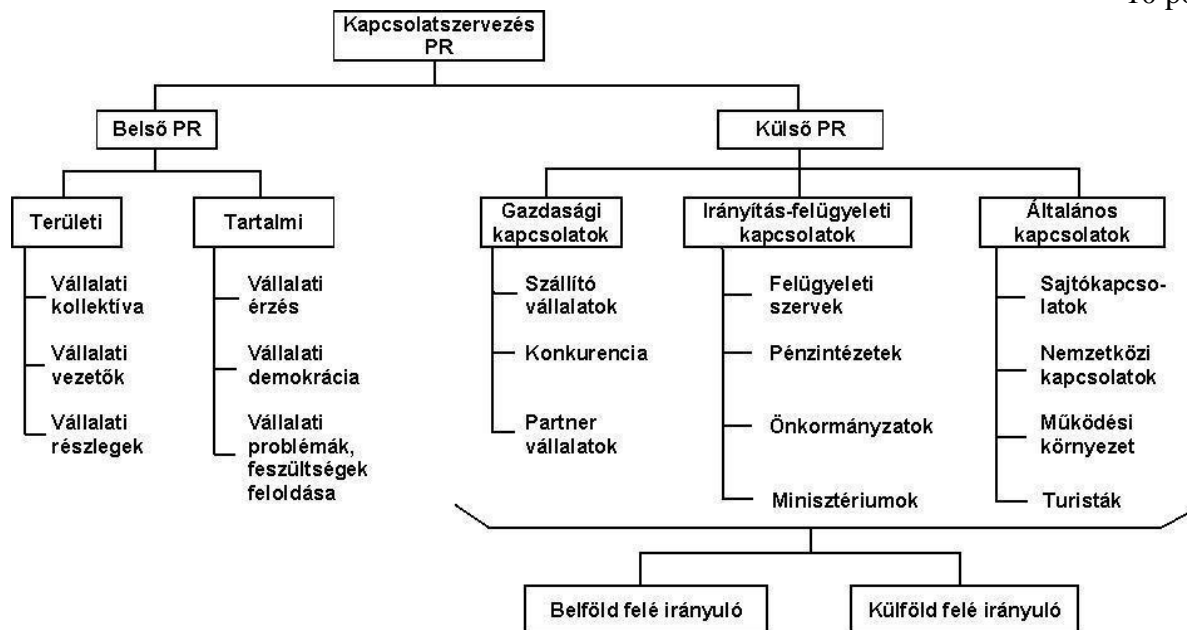 10 po
Kapcsolatszervezés
PR
Belső PR
Külső PR
Területi
Tartalmi
Gazdasági
kapcsolatok
Irányítás-felügyeleti
kapcsolatok
Általános
kapcsolatok
Vállalati
kollektíva
Vállalati
vezetők
Vállalati
részlegek
Vállalati
érzés
Vállalati
demokrácia
Vállalati
problémák,
feszültségek
feloldása
Szállító
vállalatok
Konkurencia
Partner
vállalatok
Felügyeleti
szervek
Pénzintézetek
Önkormányzatok
Minisztériumok
Sajtókapcso-
latok
Nemzetközi
kapcsolatok
Működési
környezet
Turisták
Belföld felé irányuló
Külföld felé irányuló